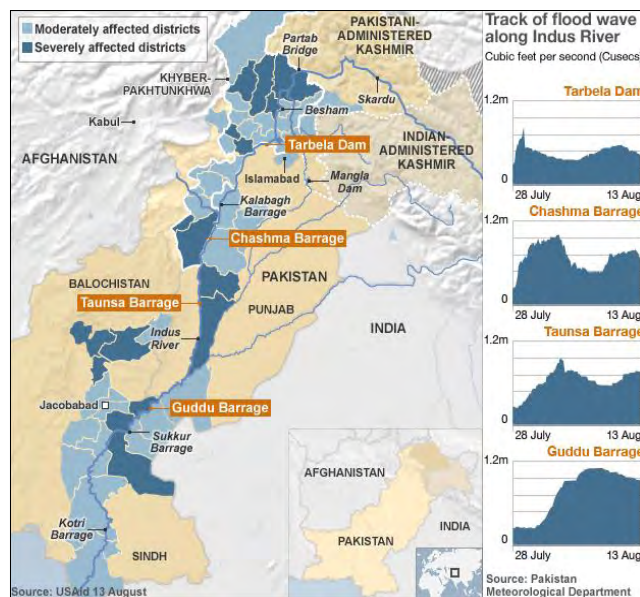 Moderately affected districts
Severely affected districts
PAKISTANI-
ADMINISTERED
KASHMIR
Partab
Bridge
KHYBER-
PAKHTUNKHWA
Skardu
Besham
Kabul
Tarbela Dam
INDIAN-
ADMINISTERED
KASHMIR
AFGHANISTAN
Islamabad
Mangla
Dam
Kalabagh
Barrage
Chashma Barrage
BALOCHISTAN
PAKISTAN
Taunsa Barrage
PUNJAB
INDIA
Indus
River
Jacobabad
Guddu Barrage
Sukkur
Barrage
AFGHANISTAN
INDIA
PAKISTAN
Kotri
Barrage
SINDH
Source: USAid 13 August
Track of flood wave
along Indus River
Cubic feet per second (Cusecs)
Tarbela Dam
1.2m
0
28 July 13 Aug
Chashma Barrage
1.2m
0
28 July 13 Aug
Taunsa Barrage
1.2m
0
28 July 13 Aug
Guddu Barrage
1.2m
0
28 July 13 Aug
Source: Pakistan
Meteorological Department